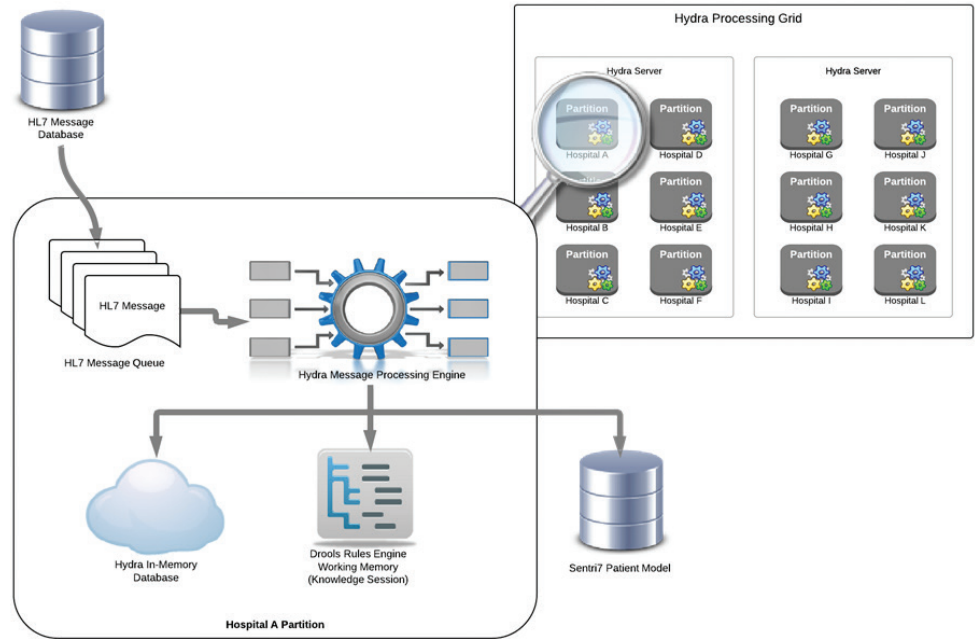 Hydra Processing Grid
Hydra Server
Hydra Server
Partition
Partition
Partition
Partition
Hospital A
Hospital D
Hospital G
Hospital J
Partition
Partition
Partition
Partition
Hospital B
Hospital E
Hospital H
Hospital K
Partition
Partition
Partition
Partition
Hospital C
Hospital F
Hospital I
Hospital L
HL7 Message
Database
HL7 Message
HL7 Message Queue
Hydra Message Processing Engine
Hydra In-Memory
Database
Drools Rules Engine
Working Memory
(Knowledge Session)
Sentri7 Patient Model
Hospital A Partition